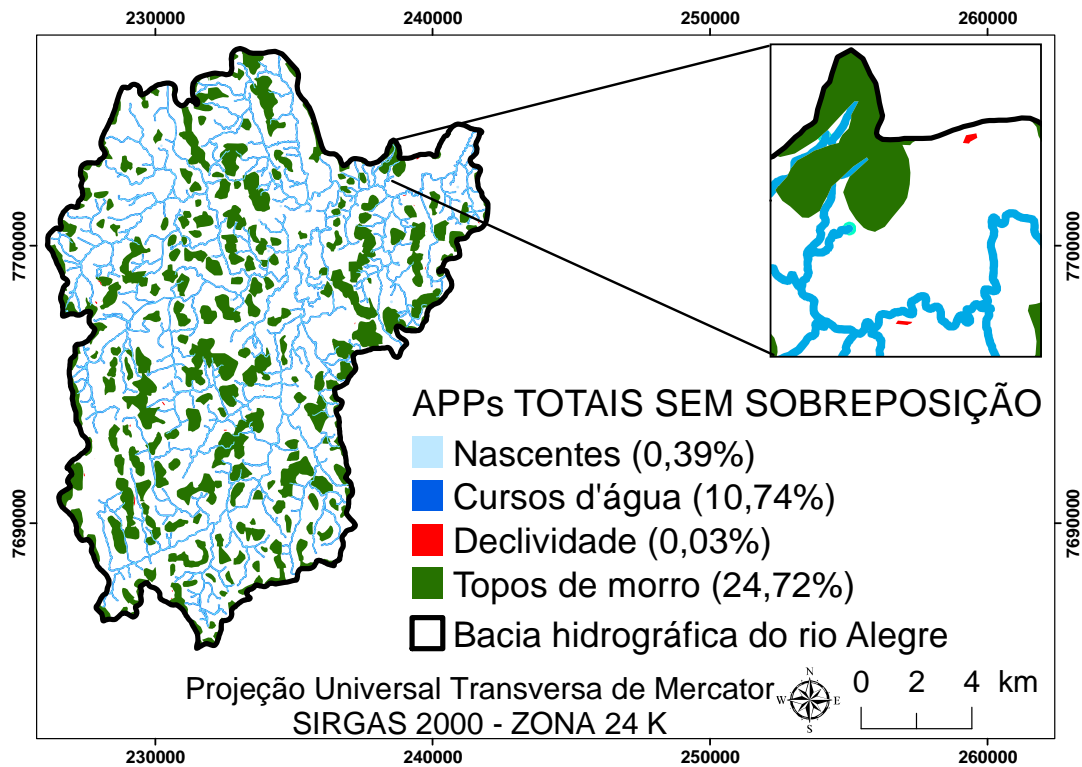 230000 240000 250000 260000
7700000
7700000
APPs TOTAIS SEM SOBREPOSIÇÃO
Nascentes (0,39%)
Cursos d'água (10,74%)
Declividade (0,03%)
Topos de morro (24,72%)
Bacia hidrográfica do rio Alegre
7690000
7690000
Projeção Universal Transversa de Mercator
SIRGAS 2000 - ZONA 24 K
N
W E
S
0 2 4 km
230000 240000 250000 260000